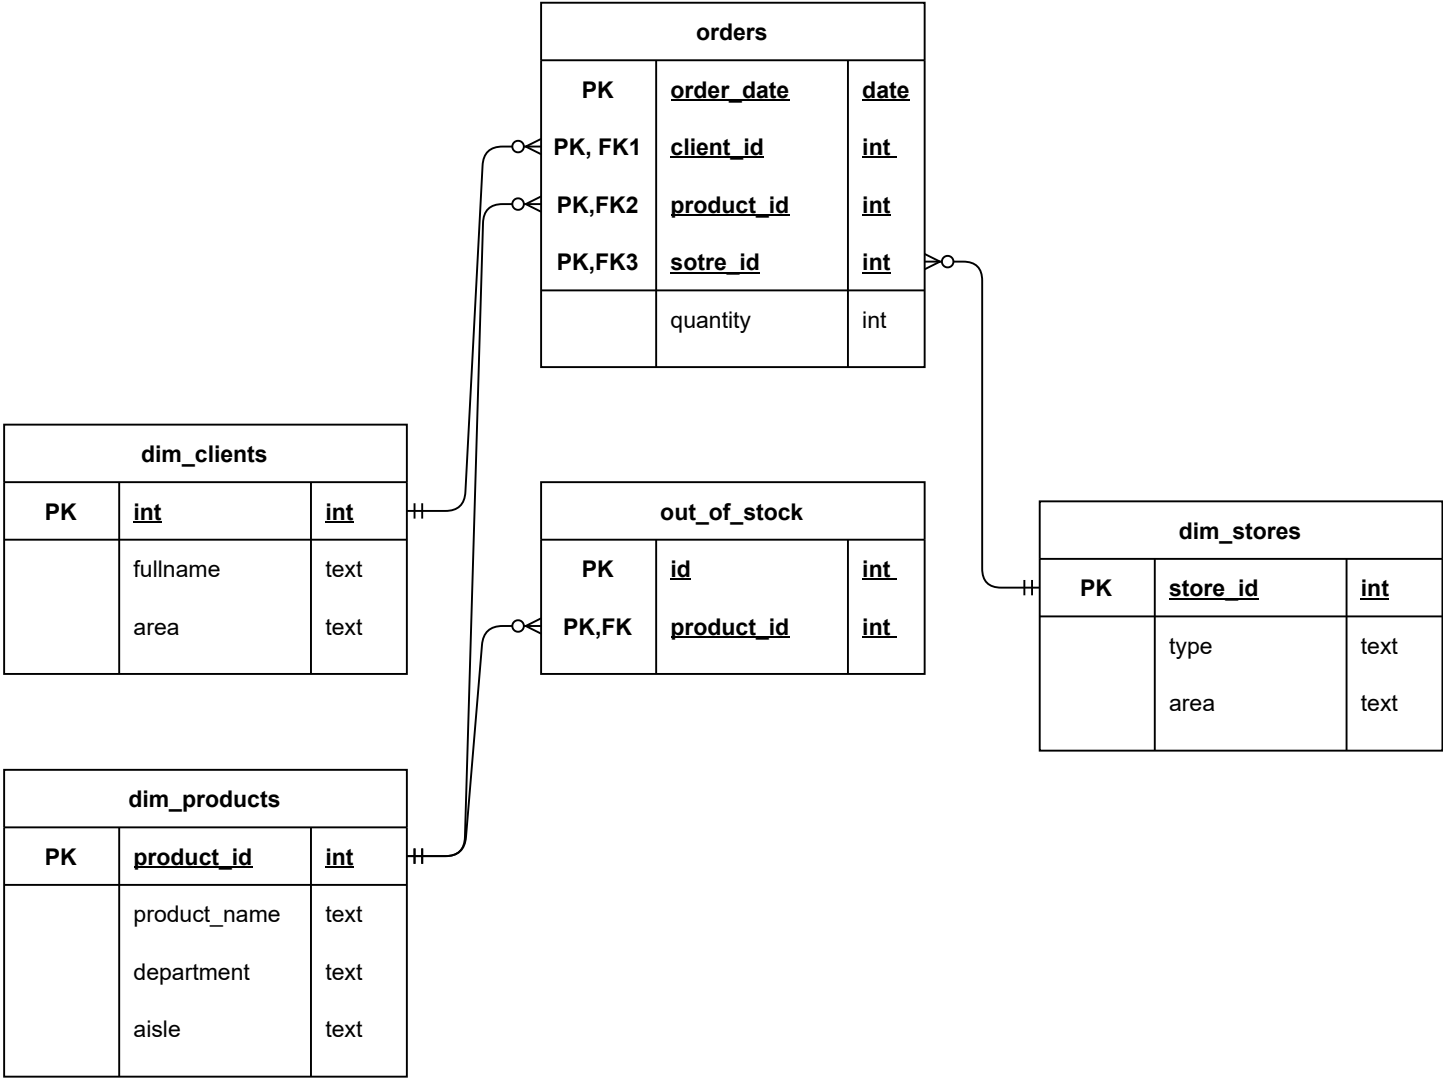 orders
PK order_date date
PK, FK1 client_id int
PK,FK2 product_id int
PK,FK3 sotre_id int
quantity int
dim_clients
PK int int
fullname text
area text
out_of_stock
PK id int
PK,FK product_id int
dim_stores
PK store_id int
type text
area text
dim_products
PK product_id int
product_name text
department text
aisle text